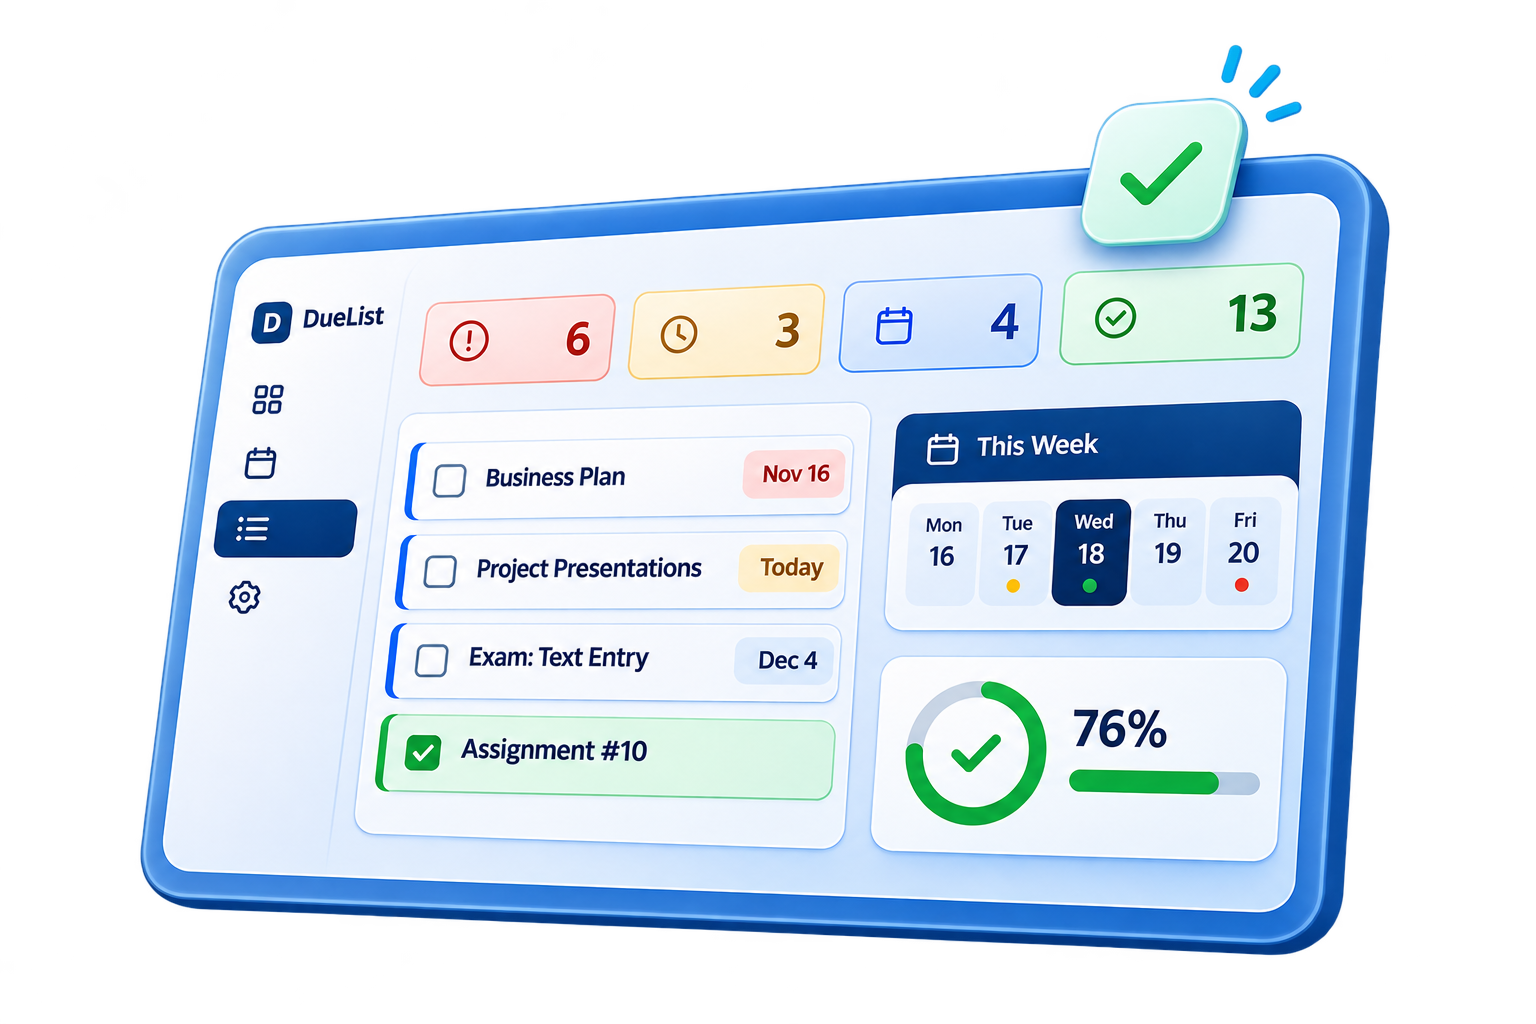 D DueList
6
3
4
13
Business Plan
Nov 16
Project Presentations
Today
Exam: Text Entry
Dec 4
Assignment #10
This Week
Mon
16
Tue
17
Wed
18
Thu
19
Fri
20
76%